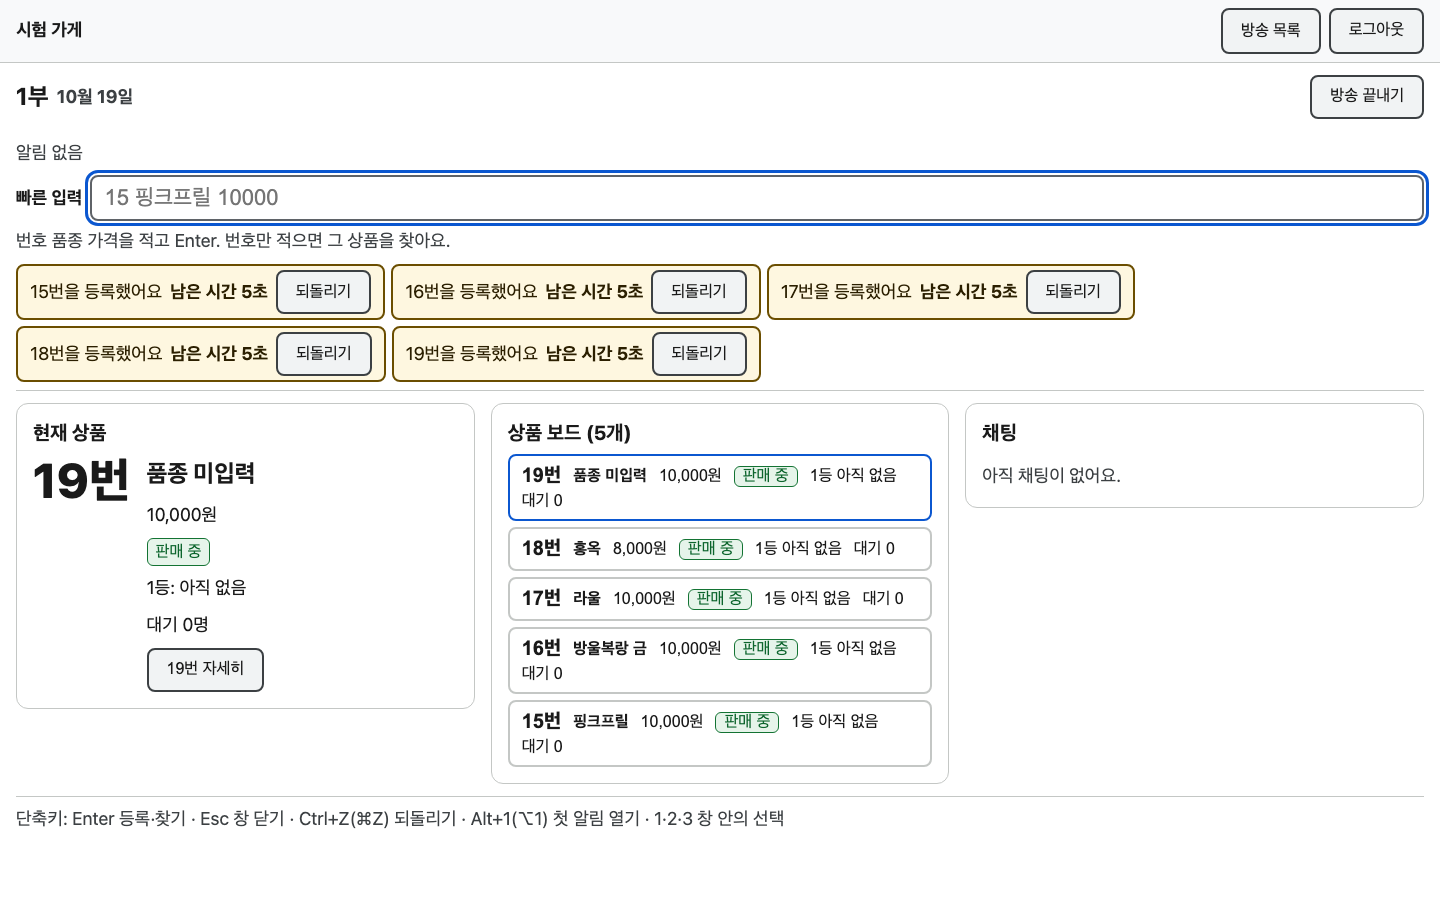 시험 가게
방송 목록
로그아웃
1부 10월 19일
방송 끝내기
알림 없음
빠른 입력 15 핑크프릴 10000
번호 품종 가격을 적고 Enter. 번호만 적으면 그 상품을 찾아요.
15번을 등록했어요 남은 시간 5초 되돌리기
16번을 등록했어요 남은 시간 5초 되돌리기
17번을 등록했어요 남은 시간 5초 되돌리기
18번을 등록했어요 남은 시간 5초 되돌리기
19번을 등록했어요 남은 시간 5초 되돌리기
현재 상품
19번 품종 미입력
10,000원
판매 중
1등: 아직 없음
대기 0명
19번 자세히
상품 보드 (5개)
19번 품종 미입력 10,000원 판매 중 1등 아직 없음
대기 0
18번 홍옥 8,000원 판매 중 1등 아직 없음 대기 0
17번 라울 10,000원 판매 중 1등 아직 없음 대기 0
16번 방울복랑 금 10,000원 판매 중 1등 아직 없음
대기 0
15번 핑크프릴 10,000원 판매 중 1등 아직 없음
대기 0
채팅
아직 채팅이 없어요.
단축키: Enter 등록·찾기 · Esc 창 닫기 · Ctrl+Z(⌘Z) 되돌리기 · Alt+1(⌥1) 첫 알림 열기 · 1·2·3 창 안의 선택